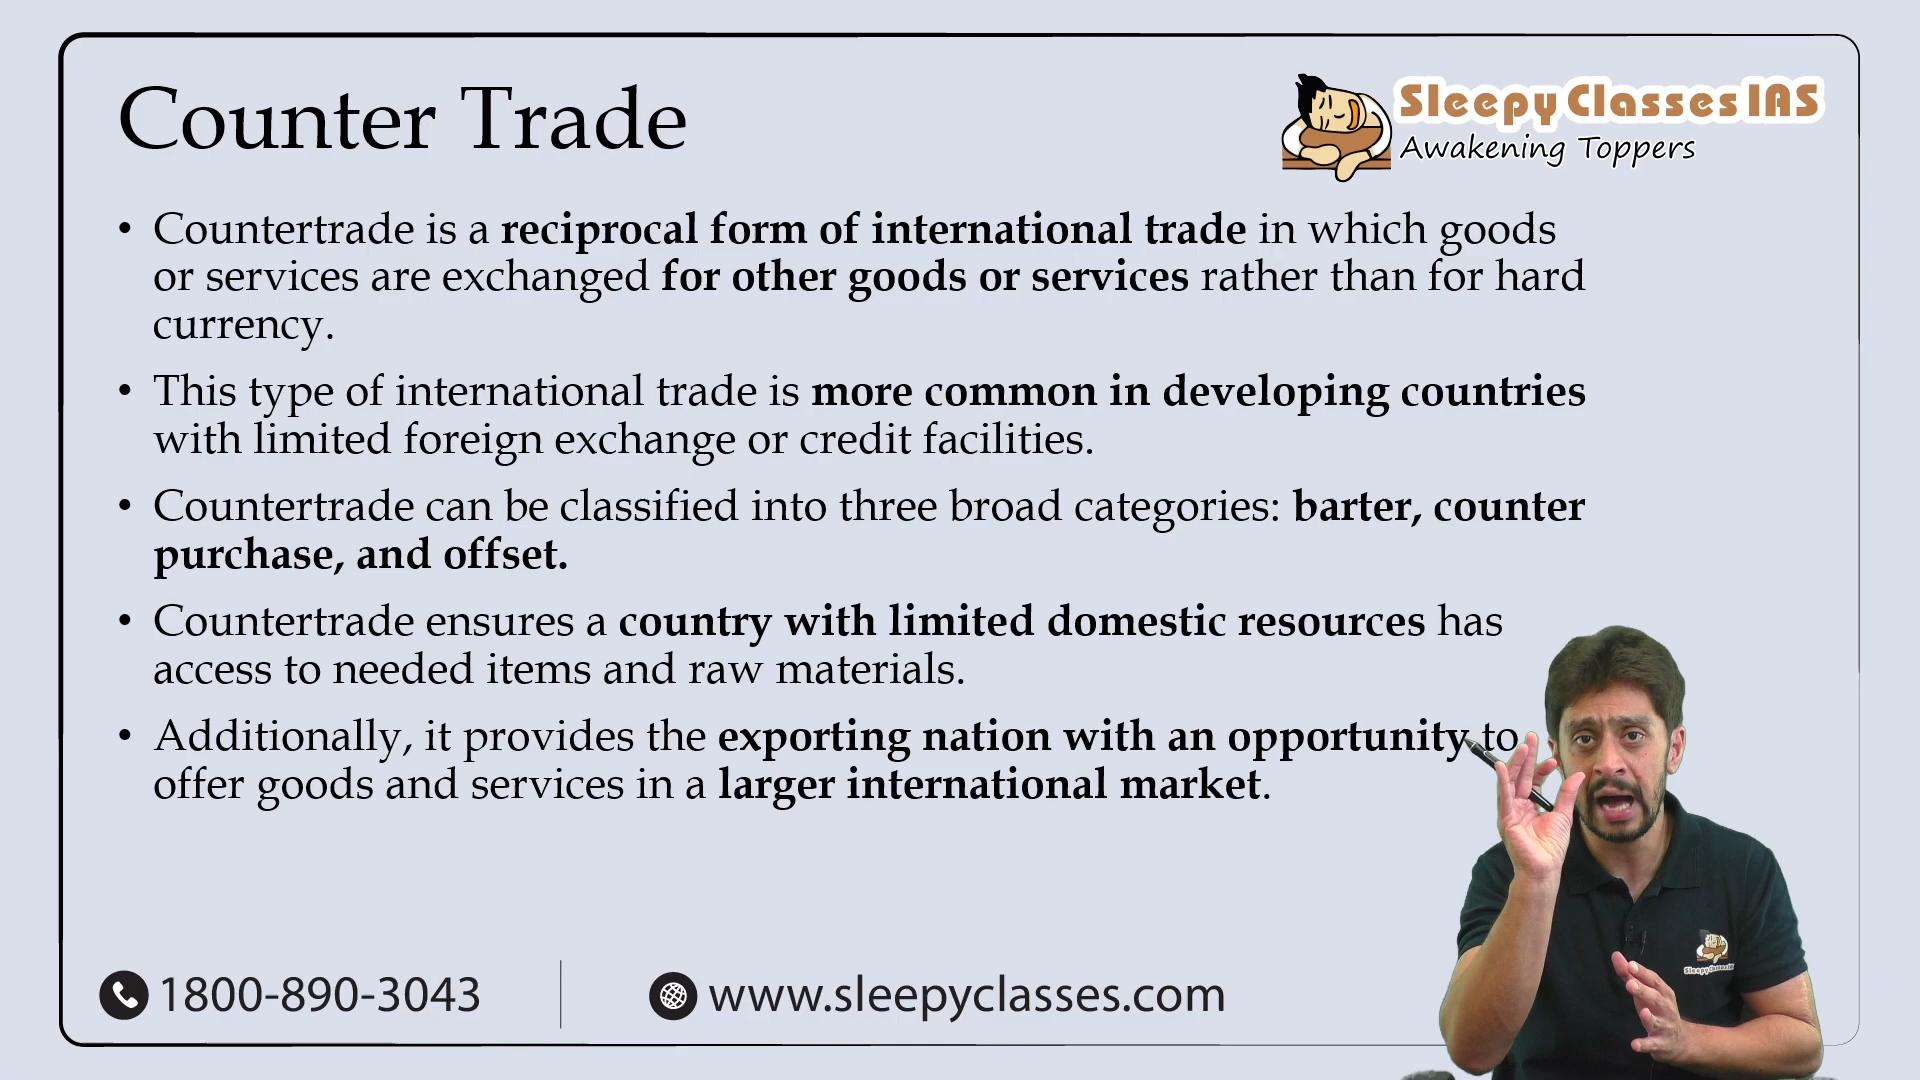 Counter Trade
Sleepy Classes IAS
Awakening Toppers
• Countertrade is a reciprocal form of international trade in which goods
or services are exchanged for other goods or services rather than for hard
currency.
• This type of international trade is more common in developing countries
with limited foreign exchange or credit facilities.
• Countertrade can be classified into three broad categories: barter, counter
purchase, and offset.
• Countertrade ensures a country with limited domestic resources has
access to needed items and raw materials.
• Additionally, it provides the exporting nation with an opportunity to
offer goods and services in a larger international market.
1800-890-3043
www.sleepyclasses.com